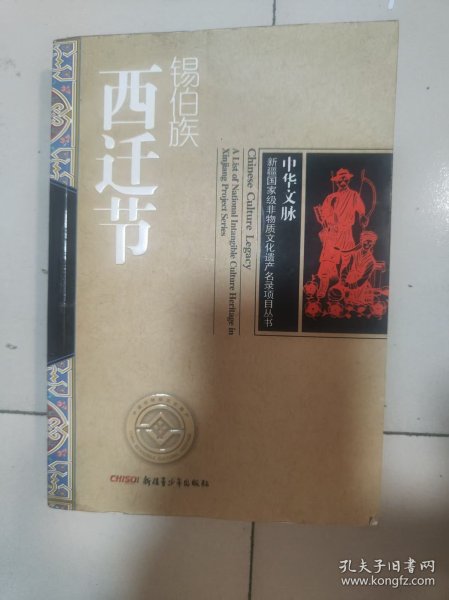 锡伯族
西迁节
中华文脉
新疆国家级非物质文化遗产名录项目丛书
Chinese Culture Legacy
A List of National Intangible Culture Heritage in
Xinjiang Project Series
CHISQI 新疆青少年出版社
孔夫子旧书网
www.kongfz.com